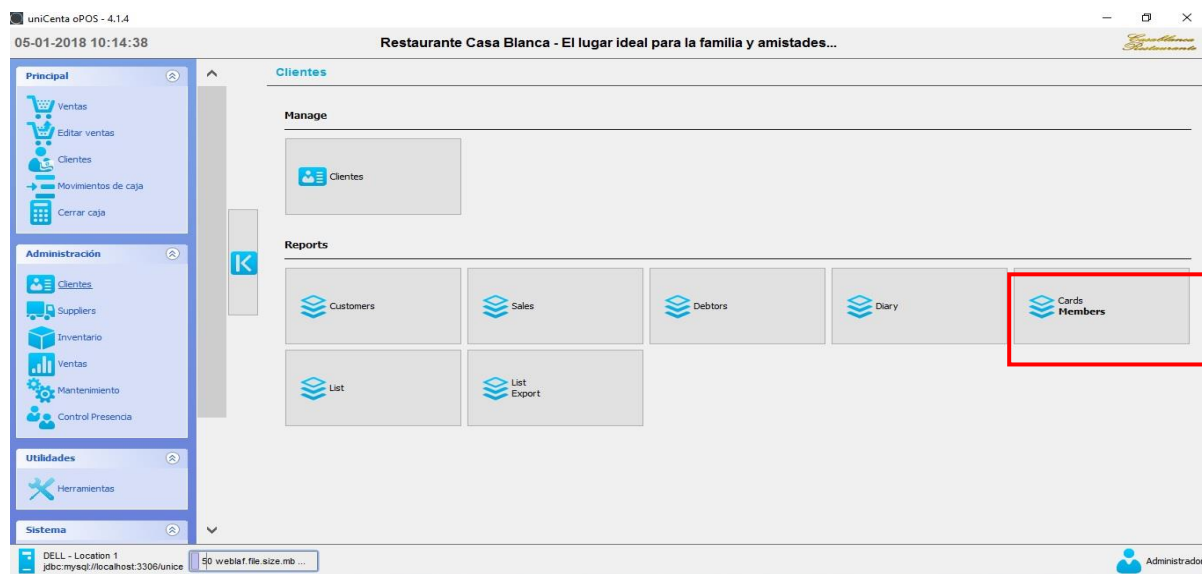 uniCenta oPOS - 4.1.4
05-01-2018 10:14:38
Restaurante Casa Blanca - El lugar ideal para la familia y amistades...
Casablanca
Restaurante
Principal
Ventas
Editar ventas
Clientes
Movimientos de caja
Cerrar caja
Administración
Clientes
Suppliers
Inventario
Ventas
Mantenimiento
Control Presencia
Utilidades
Herramientas
Sistema
Clientes
Manage
Clientes
Reports
Customers
Sales
Debtors
Diary
Cards
Members
List
List
Export
DELL - Location 1
jdbc:mysql://localhost:3306/unice
50 weblaf.file.size.mb ...
Administrador